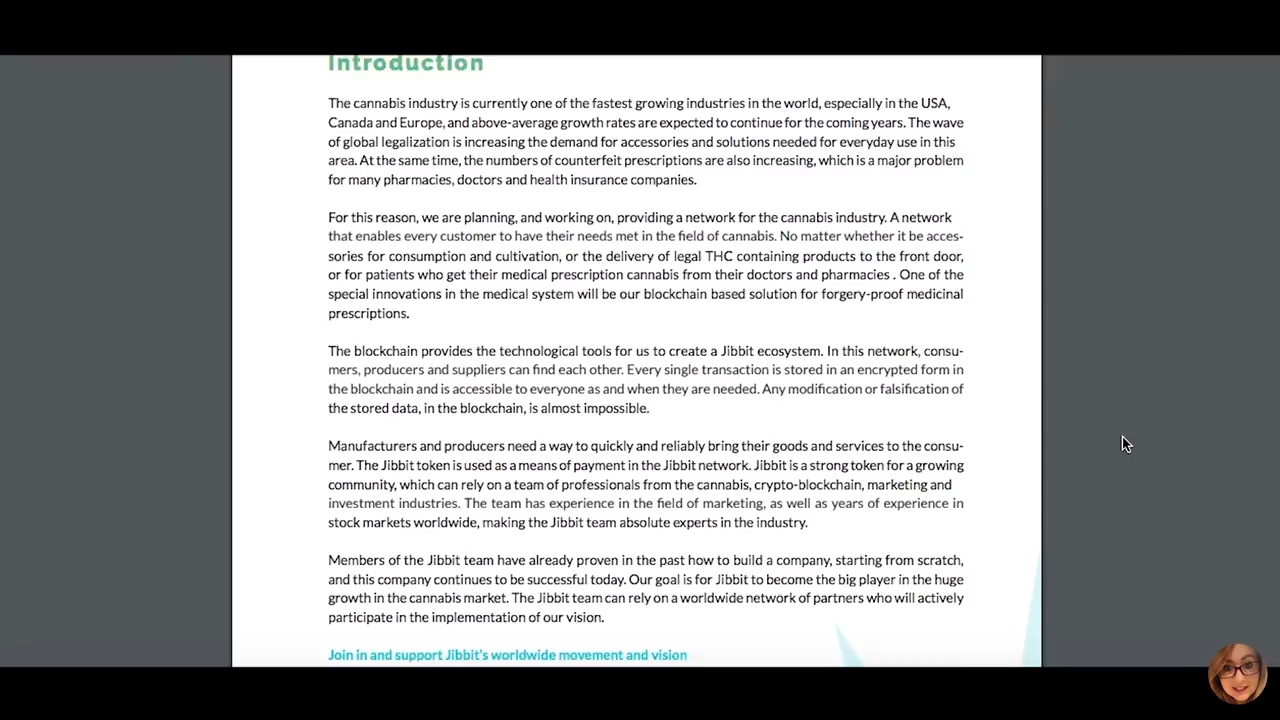 Introduction
The cannabis industry is currently one of the fastest growing industries in the world, especially in the USA,
Canada and Europe, and above-average growth rates are expected to continue for the coming years. The wave
of global legalization is increasing the demand for accessories and solutions needed for everyday use in this
area. At the same time, the numbers of counterfeit prescriptions are also increasing, which is a major problem
for many pharmacies, doctors and health insurance companies.
For this reason, we are planning, and working on, providing a network for the cannabis industry. A network
that enables every customer to have their needs met in the field of cannabis. No matter whether it be acces-
sories for consumption and cultivation, or the delivery of legal THC containing products to the front door,
or for patients who get their medical prescription cannabis from their doctors and pharmacies . One of the
special innovations in the medical system will be our blockchain based solution for forgery-proof medicinal
prescriptions.
The blockchain provides the technological tools for us to create a Jibbit ecosystem. In this network, consu-
mers, producers and suppliers can find each other. Every single transaction is stored in an encrypted form in
the blockchain and is accessible to everyone as and when they are needed. Any modification or falsification of
the stored data, in the blockchain, is almost impossible.
Manufacturers and producers need a way to quickly and reliably bring their goods and services to the consu-
mer. The Jibbit token is used as a means of payment in the Jibbit network. Jibbit is a strong token for a growing
community, which can rely on a team of professionals from the cannabis, crypto-blockchain, marketing and
investment industries. The team has experience in the field of marketing, as well as years of experience in
stock markets worldwide, making the Jibbit team absolute experts in the industry.
Members of the Jibbit team have already proven in the past how to build a company, starting from scratch,
and this company continues to be successful today. Our goal is for Jibbit to become the big player in the huge
growth in the cannabis market. The Jibbit team can rely on a worldwide network of partners who will actively
participate in the implementation of our vision.
Join in and support Jibbit's worldwide movement and vision